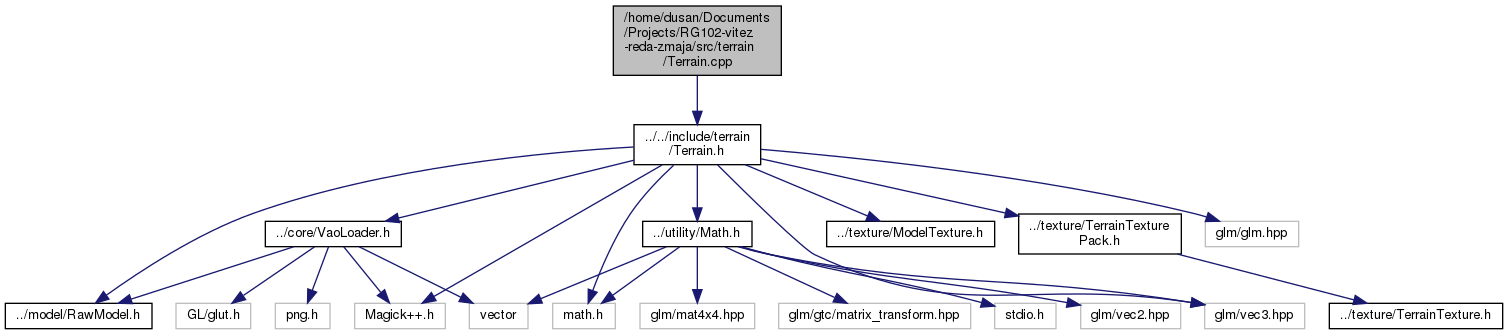 /home/dusan/Documents
/Projects/RG102-vitez
-reda-zmaja/src/terrain
/Terrain.cpp
../../include/terrain
/Terrain.h
../core/VaoLoader.h
../utility/Math.h
../texture/ModelTexture.h
../texture/TerrainTexture
Pack.h
glm/glm.hpp
../model/RawModel.h
GL/glut.h
png.h
Magick++.h
vector
math.h
glm/mat4x4.hpp
glm/gtc/matrix_transform.hpp
stdio.h
glm/vec2.hpp
glm/vec3.hpp
../texture/TerrainTexture.h